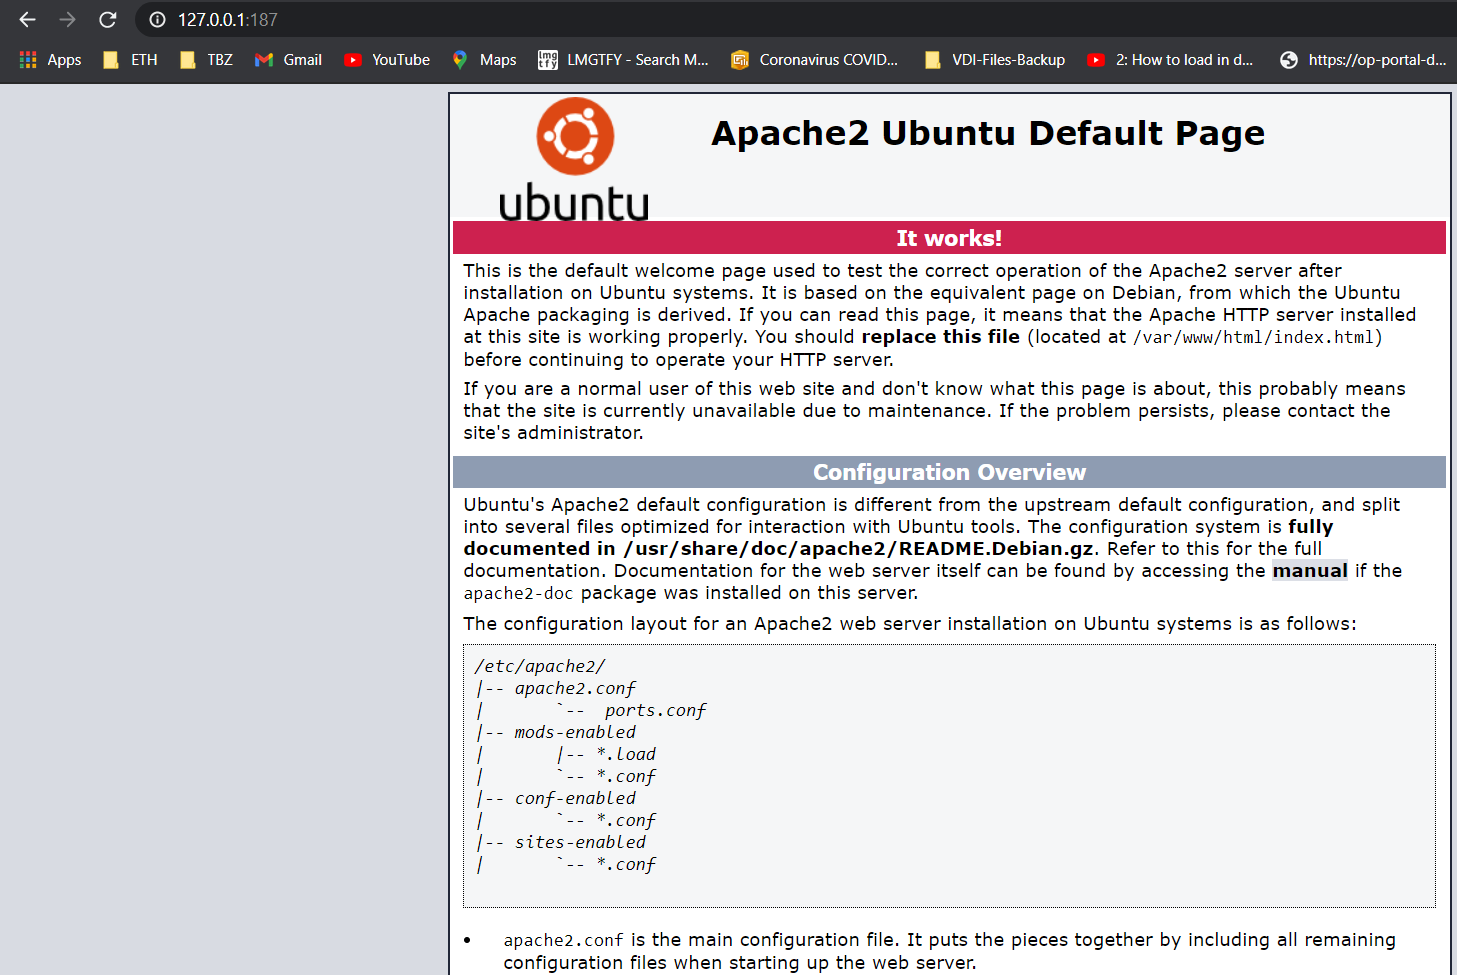 127.0.0.1:187
Apps ETH TBZ Gmail YouTube Maps LMGTFY - Search M... Coronavirus COVID... VDI-Files-Backup 2: How to load in d... https://op-portal-d...
ubuntu
Apache2 Ubuntu Default Page
It works!
This is the default welcome page used to test the correct operation of the Apache2 server after
installation on Ubuntu systems. It is based on the equivalent page on Debian, from which the Ubuntu
Apache packaging is derived. If you can read this page, it means that the Apache HTTP server installed
at this site is working properly. You should replace this file (located at /var/www/html/index.html)
before continuing to operate your HTTP server.
If you are a normal user of this web site and don't know what this page is about, this probably means
that the site is currently unavailable due to maintenance. If the problem persists, please contact the
site's administrator.
Configuration Overview
Ubuntu's Apache2 default configuration is different from the upstream default configuration, and split
into several files optimized for interaction with Ubuntu tools. The configuration system is fully
documented in /usr/share/doc/apache2/README.Debian.gz. Refer to this for the full
documentation. Documentation for the web server itself can be found by accessing the manual if the
apache2-doc package was installed on this server.
The configuration layout for an Apache2 web server installation on Ubuntu systems is as follows:
/etc/apache2/
|-- apache2.conf
|       `--  ports.conf
|-- mods-enabled
|       |-- *.load
|       `-- *.conf
|-- conf-enabled
|       `-- *.conf
|-- sites-enabled
|       `-- *.conf
• apache2.conf is the main configuration file. It puts the pieces together by including all remaining
configuration files when starting up the web server.